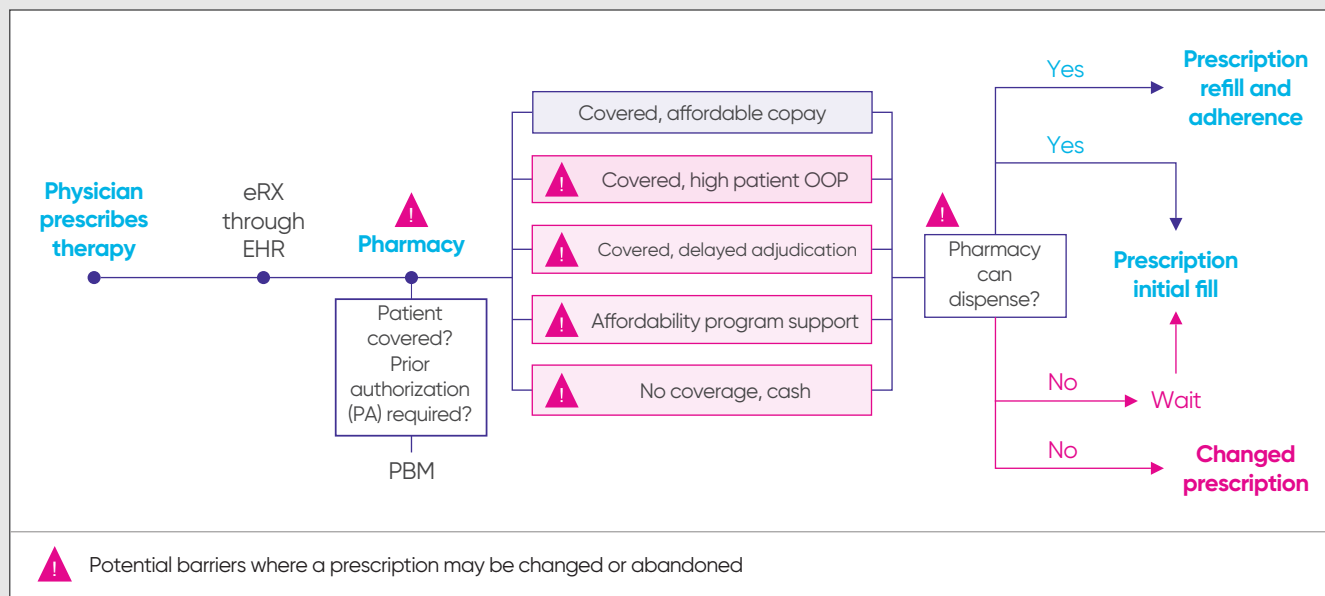 Physician
prescribes
therapy
eRX
through
EHR
!
Pharmacy
Patient
covered?
Prior
authorization
(PA) required?
PBM
Covered, affordable copay
! Covered, high patient OOP
! Covered, delayed adjudication
! Affordability program support
! No coverage, cash
!
Pharmacy
can
dispense?
Yes
Prescription
refill and
adherence
Yes
Prescription
initial fill
No
Wait
No
Changed
prescription
! Potential barriers where a prescription may be changed or abandoned